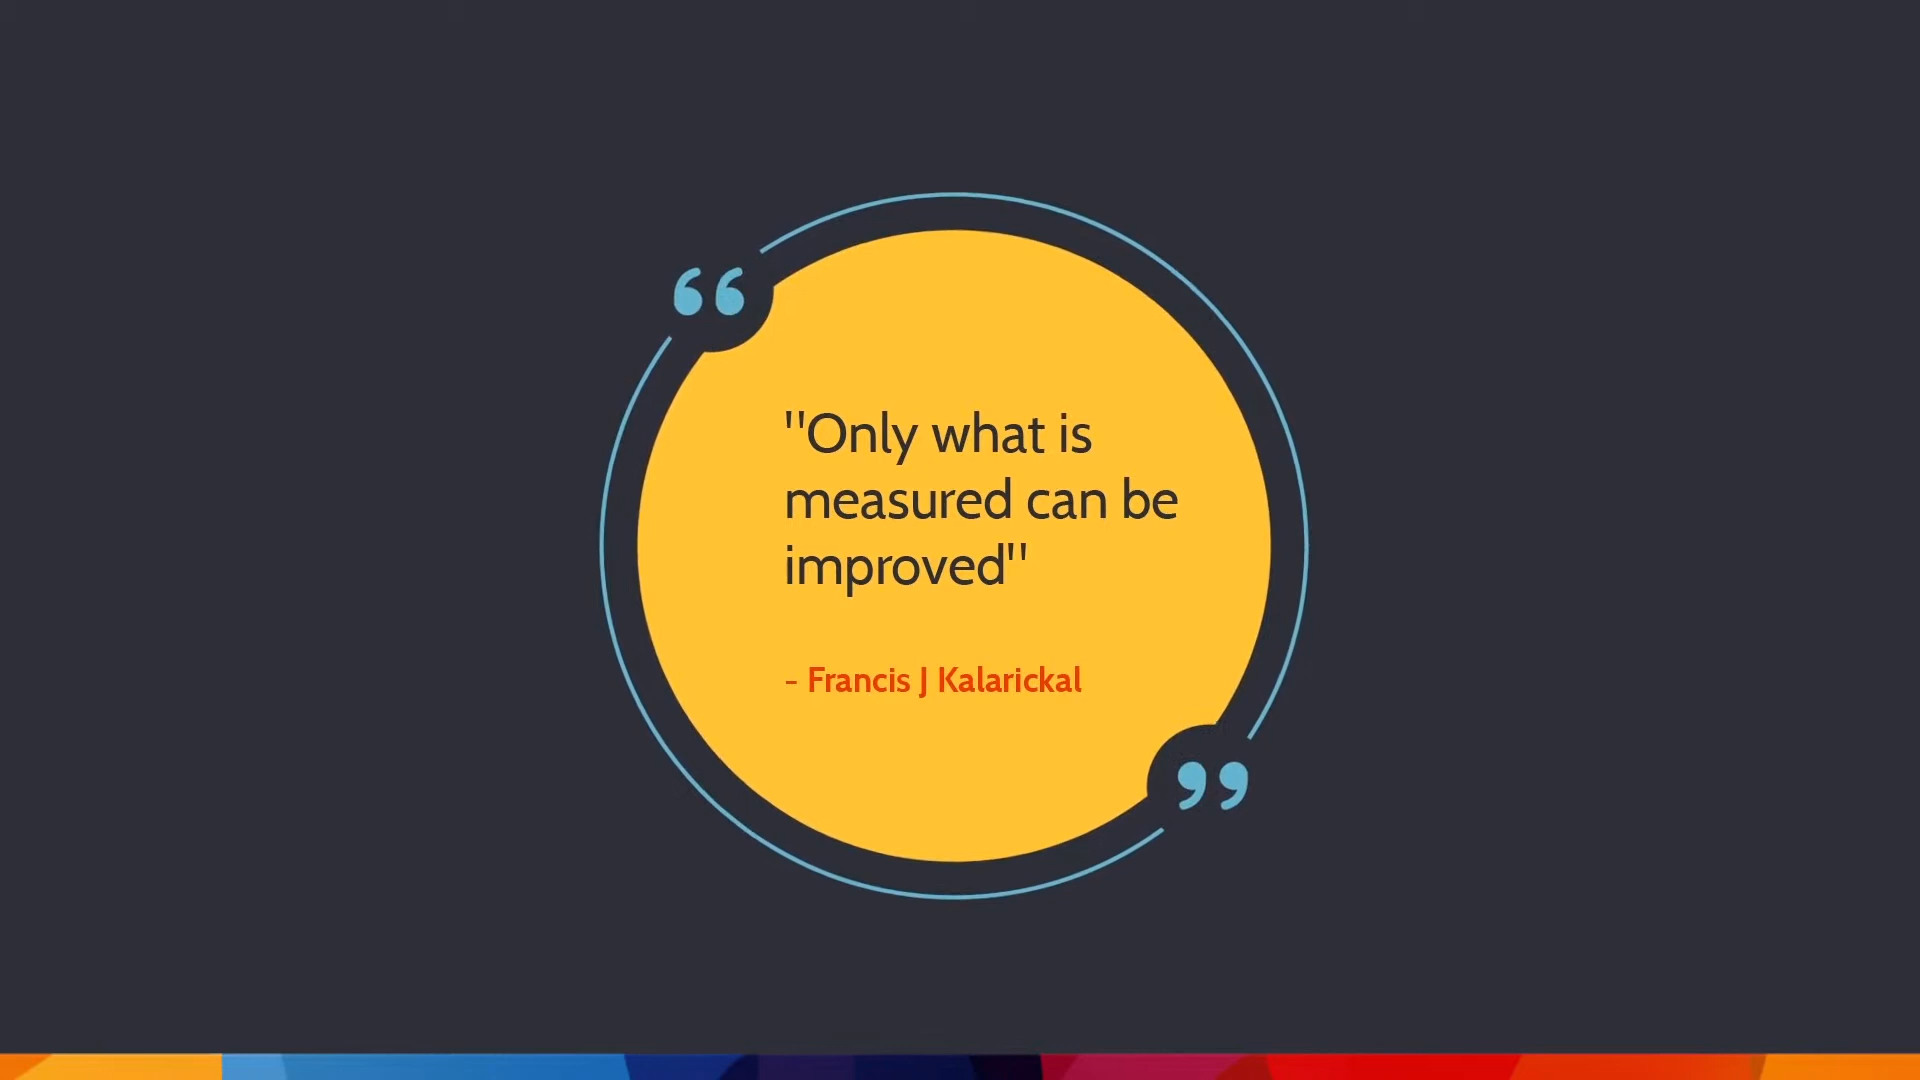 "Only what is
measured can be
improved"
- Francis J Kalarickal